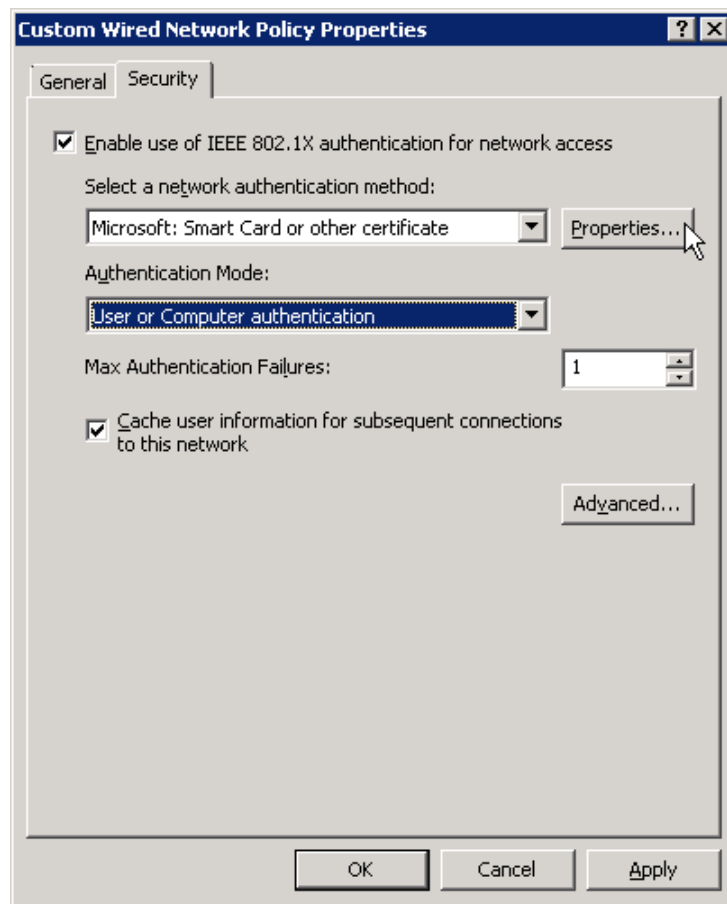 Custom Wired Network Policy Properties
General
Security
Enable use of IEEE 802.1X authentication for network access
Select a network authentication method:
Microsoft: Smart Card or other certificate
Properties...
Authentication Mode:
User or Computer authentication
Max Authentication Failures:
1
Cache user information for subsequent connections
to this network
Advanced...
OK
Cancel
Apply